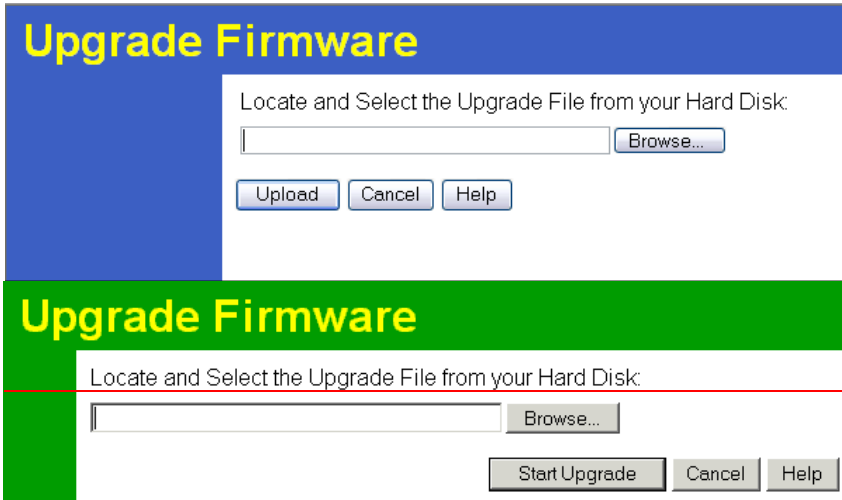 Upgrade Firmware
Locate and Select the Upgrade File from your Hard Disk:
Browse...
Upload Cancel Help
Upgrade Firmware
Locate and Select the Upgrade File from your Hard Disk:
Browse...
Start Upgrade Cancel Help